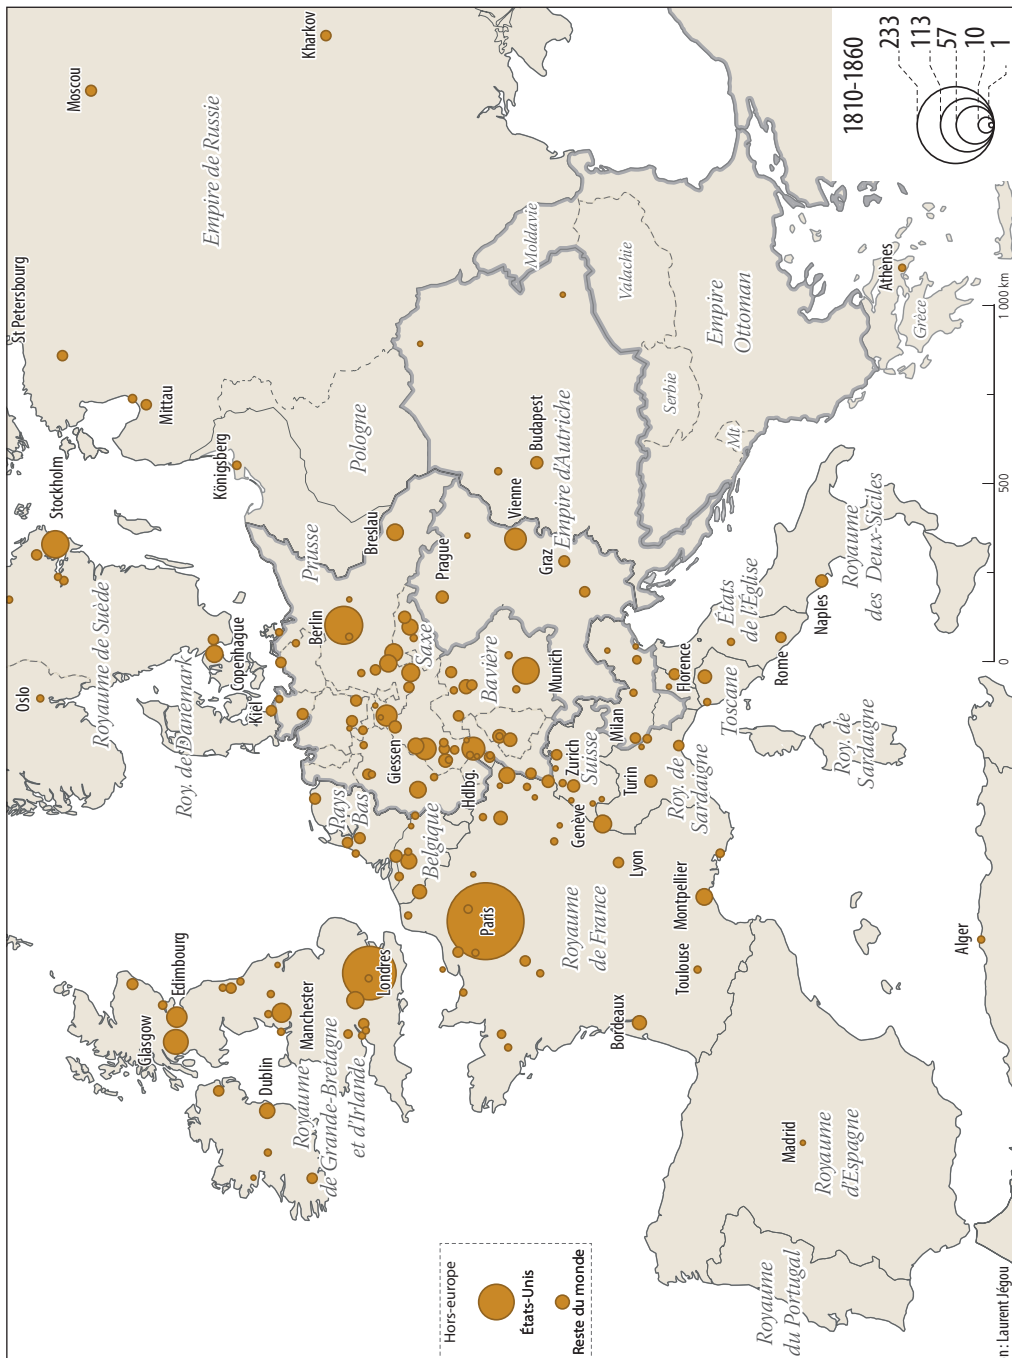 1810-1860
233
113
57
10
1
Hors-europe
États-Unis
Reste du monde
Moscou
Kharkov
St Petersbourg
Empire de Russie
Mittau
Stockholm
Oslo
Royaume de Suède
Königsberg
Pologne
Moldavie
Valachie
Empire
Ottoman
Serbie
Mt
Athènes
Grèce
Roy. de Danemark
Copenhague
Kiel
Prusse
Berlin
Breslau
Prague
Saxe
Vienne
Budapest
Empire d'Autriche
Graz
Bavière
Munich
Giessen
Hdlbg.
Pays
Bas
Belgique
Zurich
Suisse
Genève
Milan
Turin
Roy. de
Sardaigne
Florence
Toscane
États
de l'Église
Rome
Naples
Royaume
des Deux-Siciles
Roy. de
Sardaigne
Glasgow
Edimbourg
Manchester
Dublin
Royaume
de Grande-Bretagne
et d'Irlande
Londres
Paris
Royaume
de France
Lyon
Montpellier
Toulouse
Bordeaux
Madrid
Royaume
d'Espagne
Royaume
du Portugal
Alger
0
500
1 000 km
n : Laurent Jégou